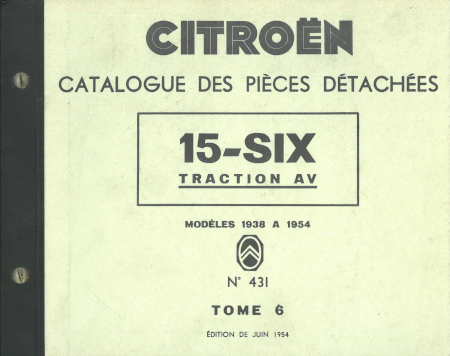 CITROËN
CATALOGUE DES PIÈCES DÉTACHÉES
15-SIX
TRACTION AV
MODÈLES 1938 A 1954
N° 431
TOME 6
ÉDITION DE JUIN 1954